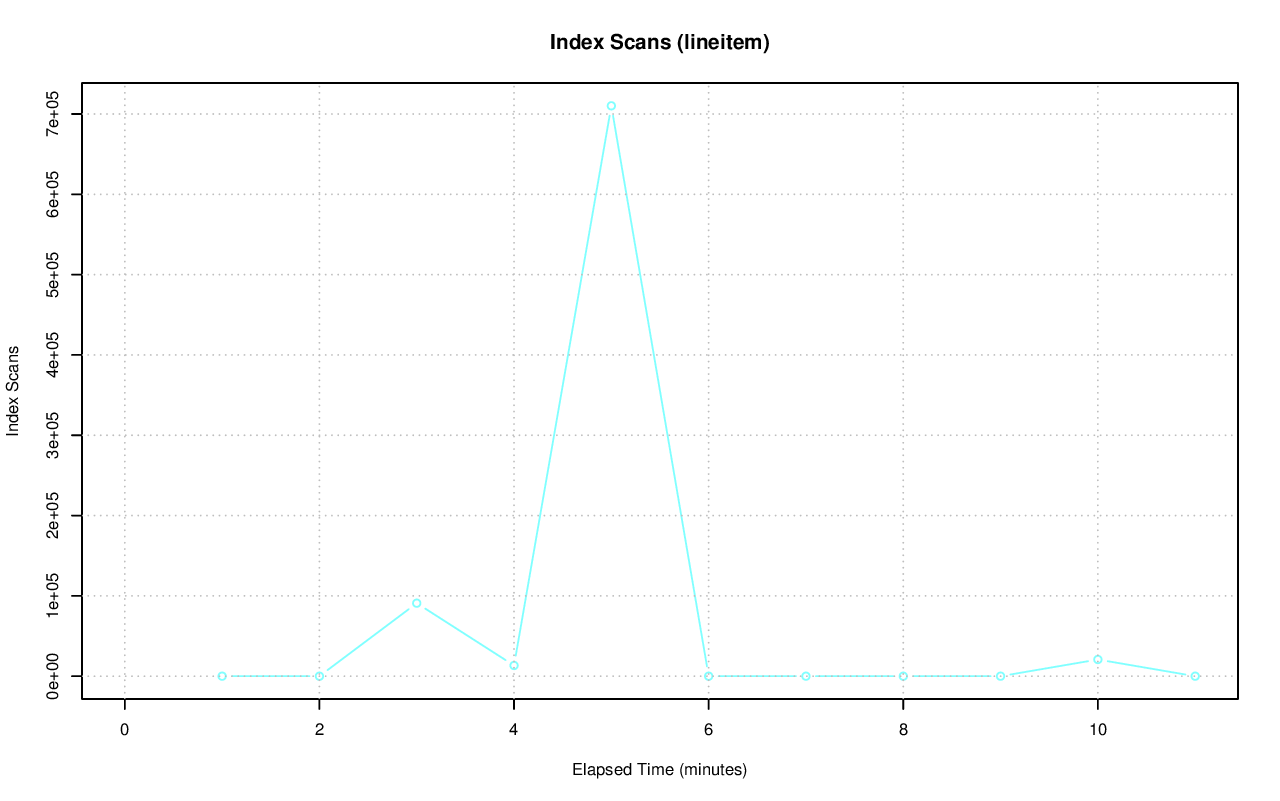 Index Scans (lineitem)
7e+05
6e+05
5e+05
4e+05
3e+05
2e+05
1e+05
0e+00
Index Scans
0 2 4 6 8 10
Elapsed Time (minutes)